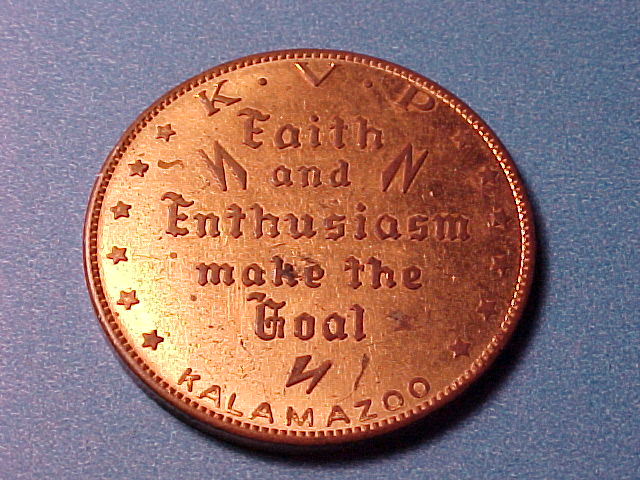 K · V · P
Faith
and
Enthusiasm
make the
Goal
KALAMAZOO